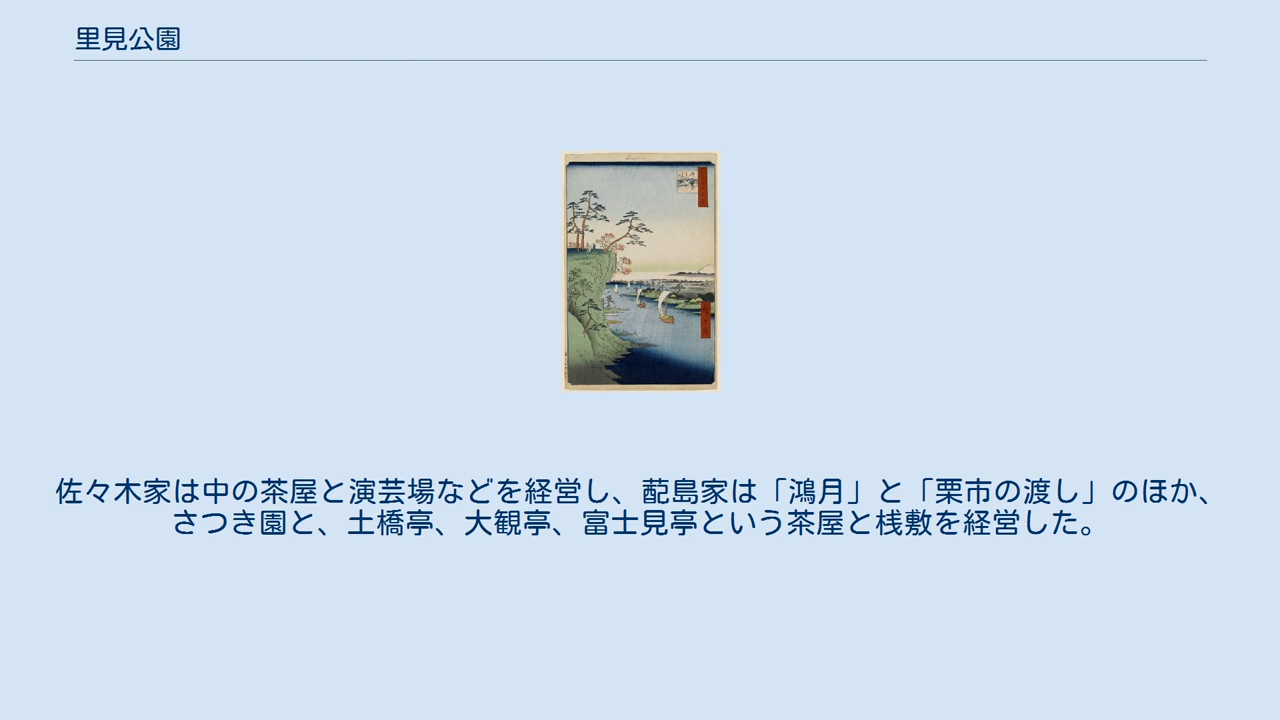 里見公園
佐々木家は中の茶屋と演芸場などを経営し、蓜島家は「鴻月」と「栗市の渡し」のほか、
さつき園と、土橋亭、大観亭、富士見亭という茶屋と桟敷を経営した。